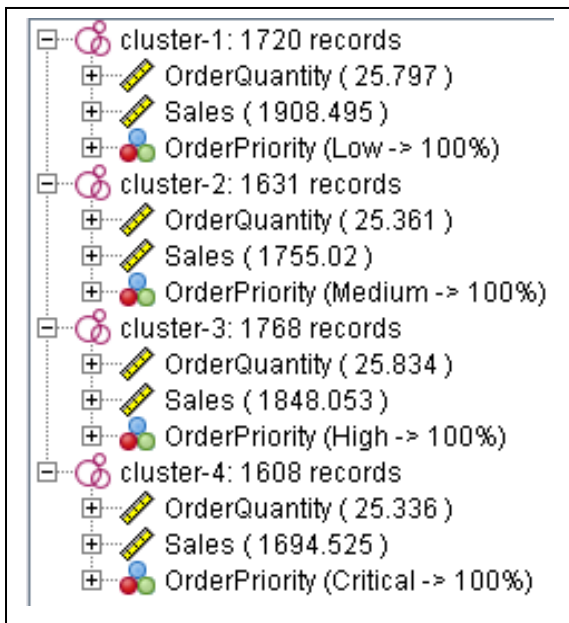 cluster-1: 1720 records
OrderQuantity ( 25.797 )
Sales ( 1908.495 )
OrderPriority (Low -> 100%)
cluster-2: 1631 records
OrderQuantity ( 25.361 )
Sales ( 1755.02 )
OrderPriority (Medium -> 100%)
cluster-3: 1768 records
OrderQuantity ( 25.834 )
Sales ( 1848.053 )
OrderPriority (High -> 100%)
cluster-4: 1608 records
OrderQuantity ( 25.336 )
Sales ( 1694.525 )
OrderPriority (Critical -> 100%)